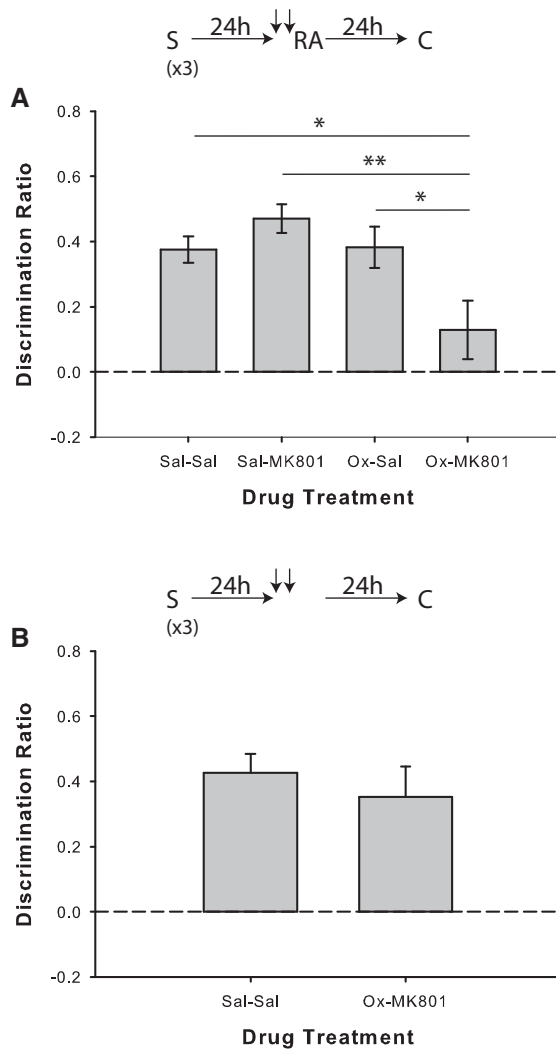 S 24h RA 24h C
(x3)
A
0.8
* 
0.6
**
*
0.4
0.2
0.0
-0.2
Discrimination Ratio
Sal-Sal Sal-MK801 Ox-Sal Ox-MK801
Drug Treatment
S 24h 24h C
(x3)
B
0.8
0.6
0.4
0.2
0.0
-0.2
Discrimination Ratio
Sal-Sal Ox-MK801
Drug Treatment